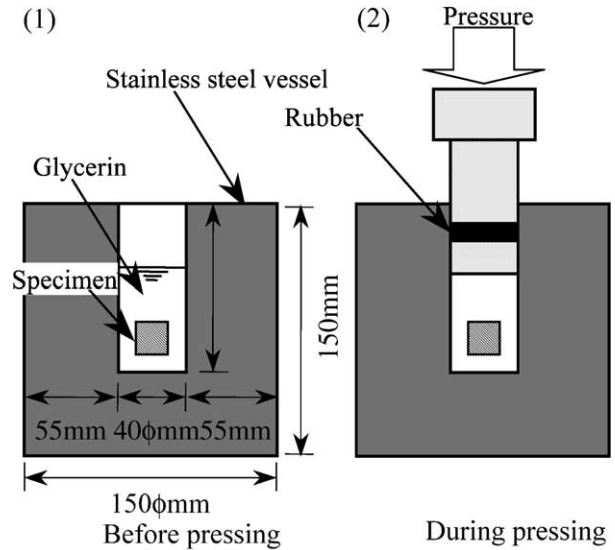 (1)
Stainless steel vessel
Glycerin
Specimen
55mm 40ϕmm 55mm
150mm
150ϕmm
Before pressing
(2)
Pressure
Rubber
During pressing